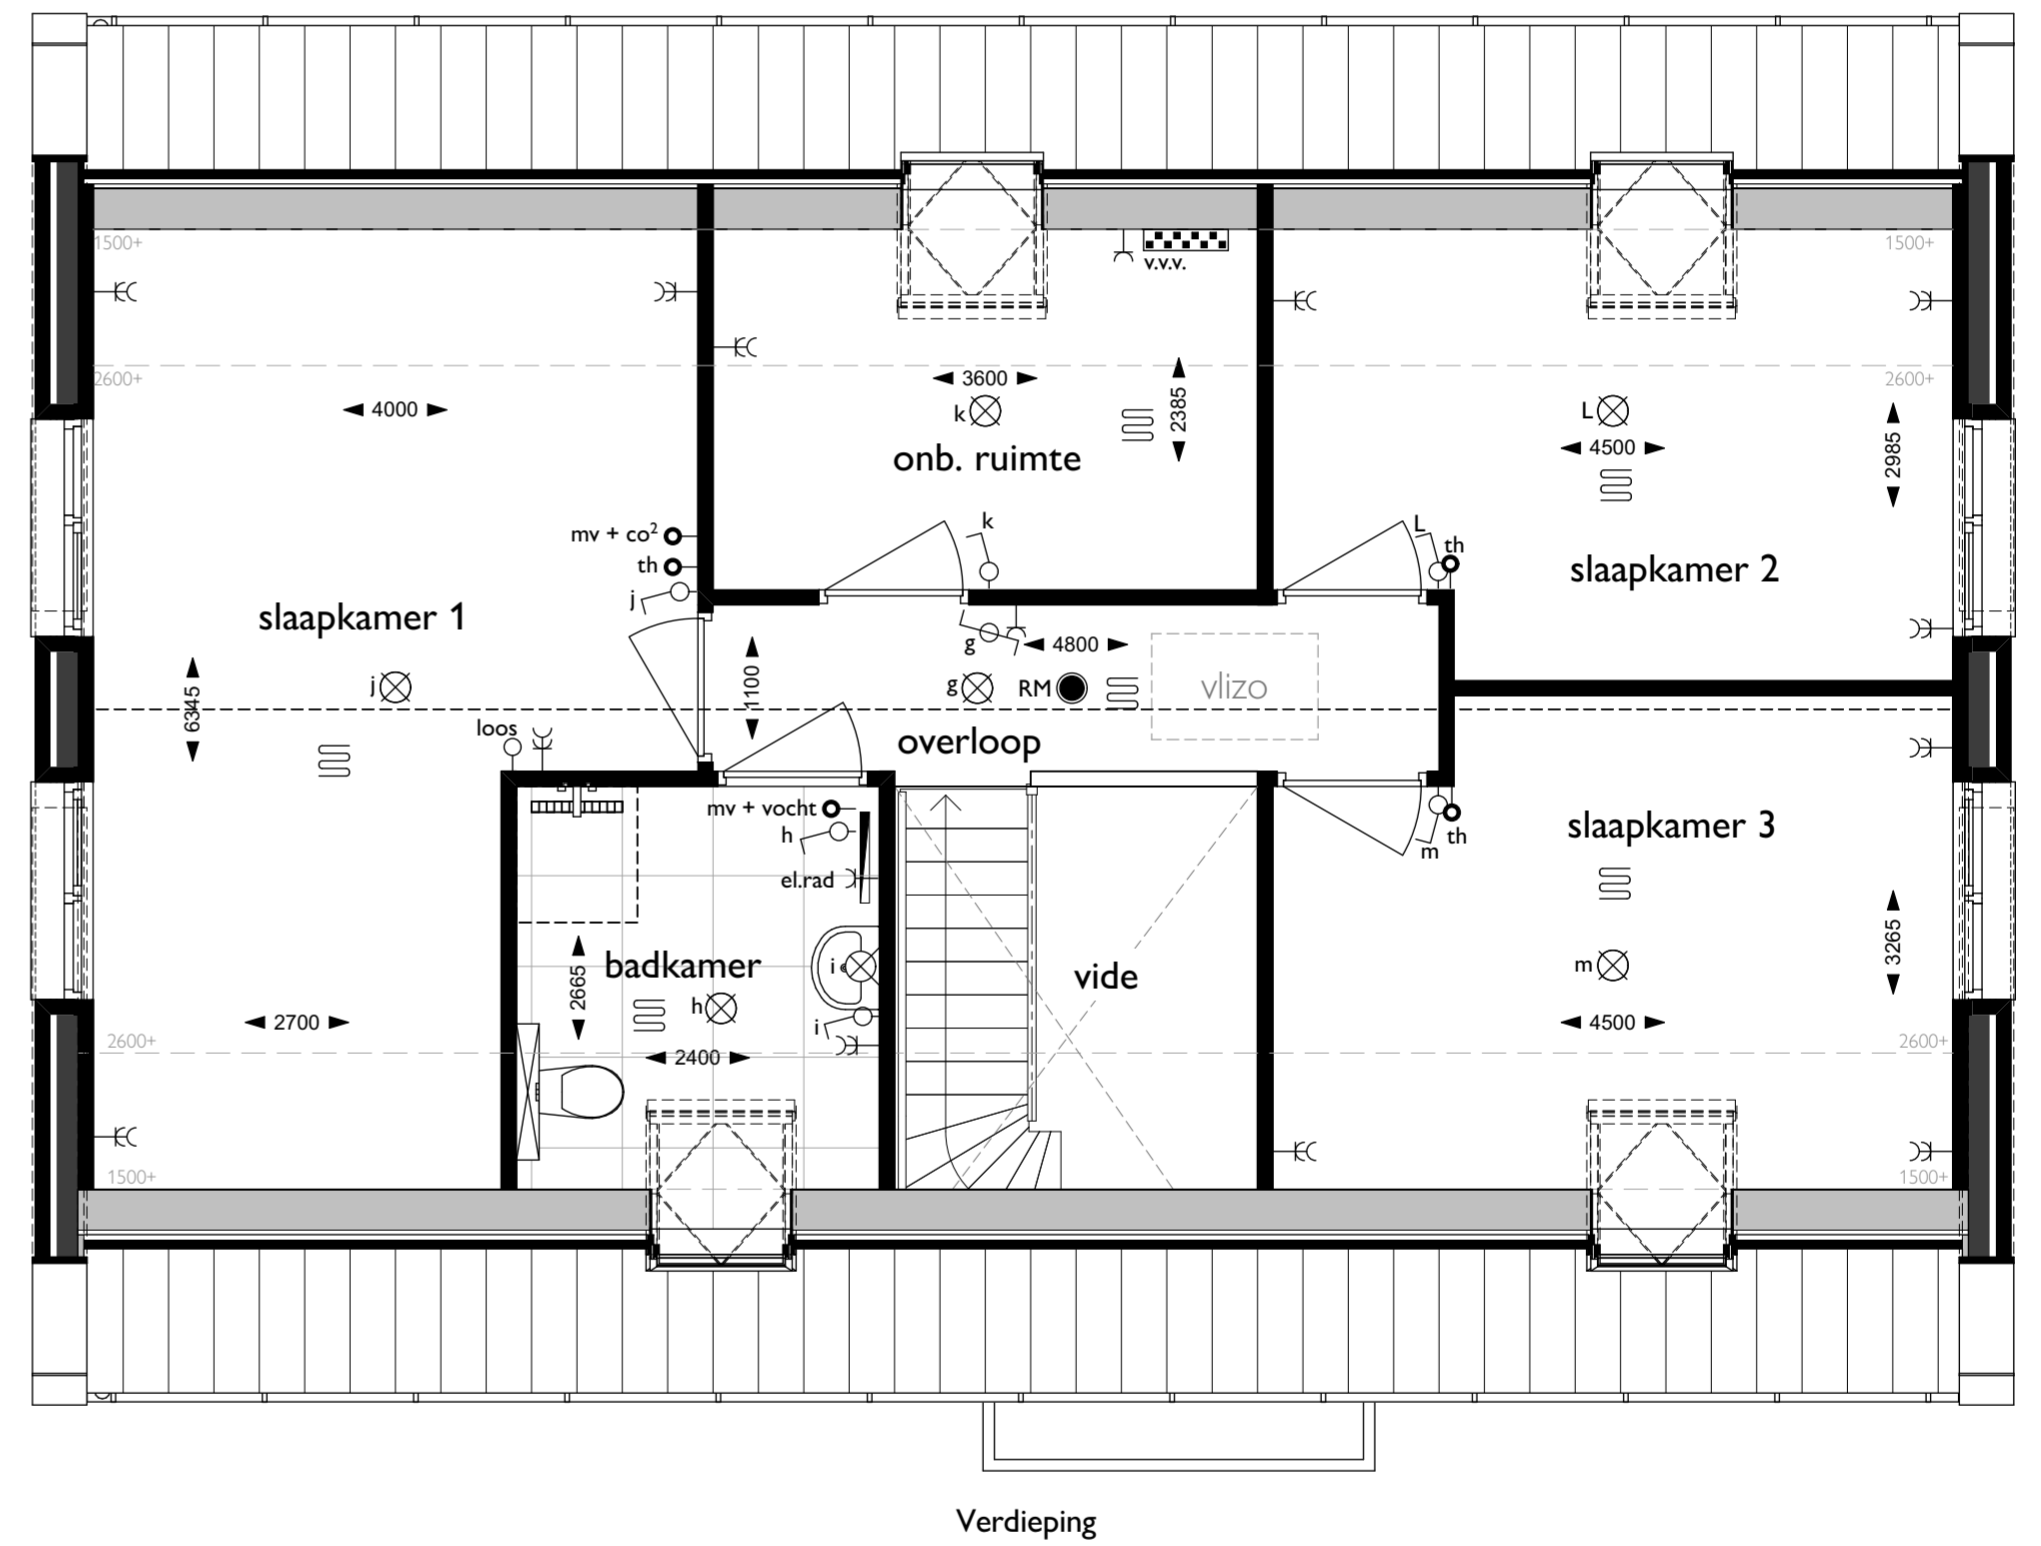 1500+
1500+
v.v.v.
2600+
2600+
4000
3600
k
2385
L
4500
2985
onb. ruimte
mv + co²
th
j
k
L
th
slaapkamer 2
slaapkamer 1
g
4800
6345
j
1100
g
RM
vlizo
loos
overloop
mv + vocht
h
el.rad
m
th
slaapkamer 3
badkamer
i
vide
m
3265
2665
h
i
2700
2400
4500
2600+
2600+
1500+
1500+
Verdieping